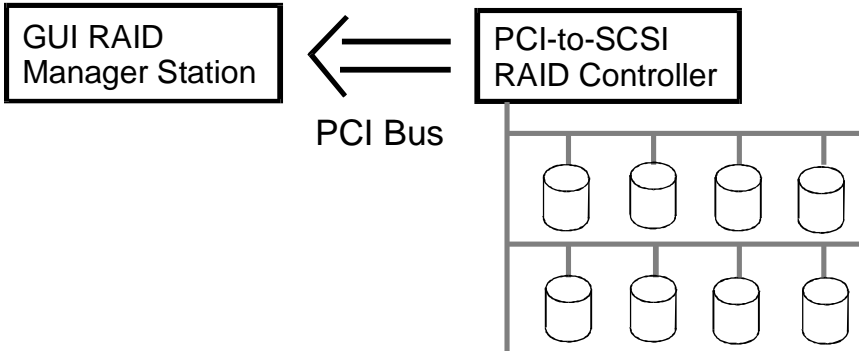 GUI RAID
Manager Station
PCI-to-SCSI
RAID Controller
PCI Bus